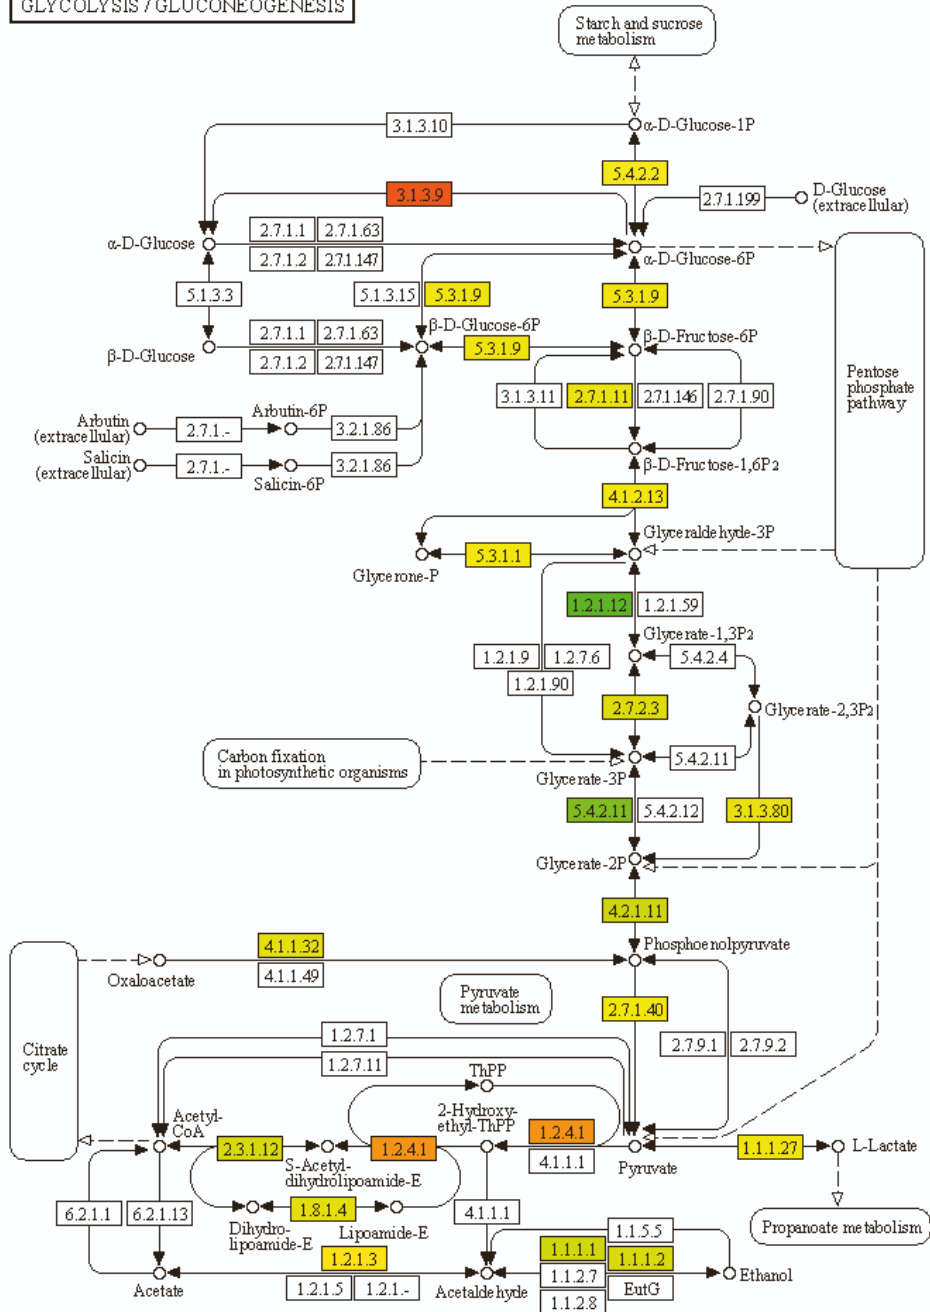 GLYCOLYSIS / GLUCONEOGENESIS
Starch and sucrose
metabolism
3.1.3.10
α-D-Glucose-1P
5.4.2.2
3.1.3.9
2.7.1.199
D-Glucose
(extracellular)
2.7.1.1
2.7.1.63
α-D-Glucose
2.7.1.2
2.7.1.147
α-D-Glucose-6P
5.1.3.3
5.1.3.15
5.3.1.9
5.3.1.9
2.7.1.1
2.7.1.63
β-D-Glucose-6P
β-D-Glucose
5.3.1.9
β-D-Fructose-6P
2.7.1.2
2.7.1.147
Pentose
phosphate
pathway
3.1.3.11
2.7.1.11
2.7.1.146
2.7.1.90
Arbutin
(extracellular)
2.7.1.-
Arbutin-6P
3.2.1.86
Salicin
(extracellular)
2.7.1.-
Salicin-6P
3.2.1.86
β-D-Fructose-1,6P2
4.1.2.13
Glyceraldehyde-3P
5.3.1.1
Glycerone-P
1.2.1.12
1.2.1.59
Glycerate-1,3P2
1.2.1.9
1.2.7.6
5.4.2.4
1.2.1.90
2.7.2.3
Glycerate-2,3P2
Carbon fixation
in photosynthetic organisms
5.4.2.11
Glycerate-3P
5.4.2.11
5.4.2.12
3.1.3.80
Glycerate-2P
4.2.1.11
4.1.1.32
Phosphoenolpyruvate
Oxaloacetate
4.1.1.49
Pyruvate
metabolism
2.7.1.40
Citrate
cycle
1.2.7.1
2.7.9.1
2.7.9.2
1.2.7.11
ThPP
Acetyl-
CoA
2-Hydroxy-
ethyl-ThPP
1.2.4.1
2.3.1.12
1.2.4.1
4.1.1.1
Pyruvate
1.1.1.27
L-Lactate
S-Acetyl-
dihydrolipoamide-E
6.2.1.1
6.2.1.13
1.8.1.4
4.1.1.1
Dihydro-
lipoamide-E
Lipoamide-E
Propanoate metabolism
1.1.5.5
1.2.1.3
1.1.1.1
1.1.1.2
Acetate
1.2.1.5
1.2.1.-
Acetaldehyde
1.1.2.7
EutG
Ethanol
1.1.2.8